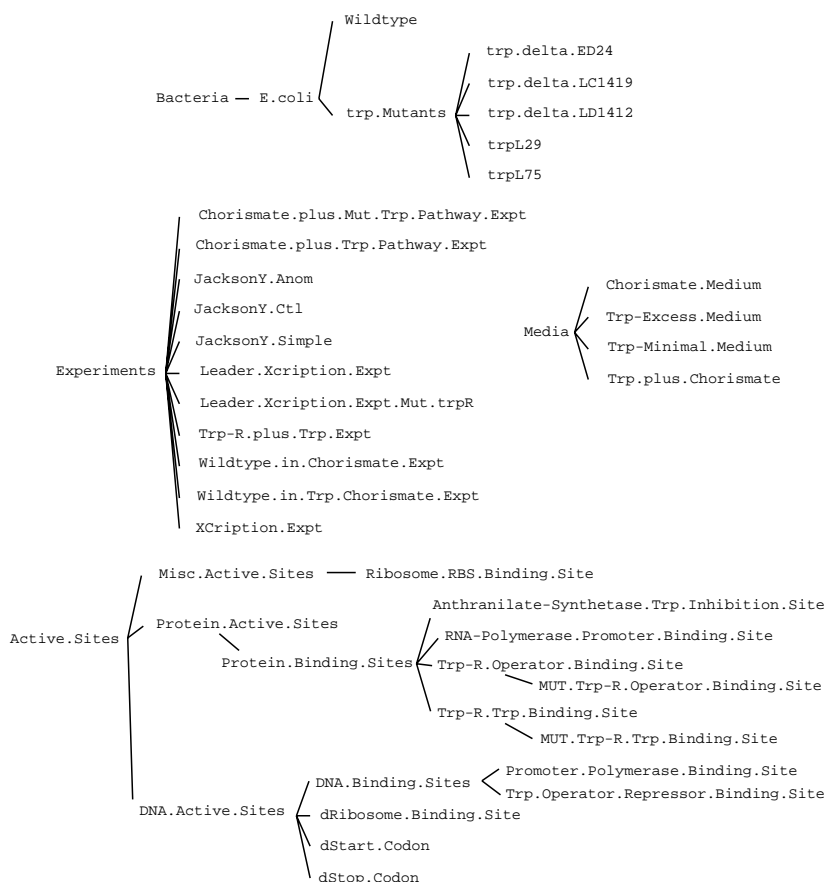 Wildtype
trp.delta.ED24
trp.delta.LC1419
Bacteria
E.coli
trp.Mutants
trp.delta.LD1412
trpL29
trpL75
Chorismate.plus.Mut.Trp.Pathway.Expt
Chorismate.plus.Trp.Pathway.Expt
JacksonY.Anom
JacksonY.Ctl
JacksonY.Simple
Experiments
Leader.Xcription.Expt
Leader.Xcription.Expt.Mut.trpR
Trp-R.plus.Trp.Expt
Wildtype.in.Chorismate.Expt
Wildtype.in.Trp.Chorismate.Expt
XCription.Expt
Chorismate.Medium
Trp-Excess.Medium
Media
Trp-Minimal.Medium
Trp.plus.Chorismate
Misc.Active.Sites
Ribosome.RBS.Binding.Site
Anthranilate-Synthetase.Trp.Inhibition.Site
Protein.Active.Sites
RNA-Polymerase.Promoter.Binding.Site
Active.Sites
Protein.Binding.Sites
Trp-R.Operator.Binding.Site
MUT.Trp-R.Operator.Binding.Site
Trp-R.Trp.Binding.Site
MUT.Trp-R.Trp.Binding.Site
Promoter.Polymerase.Binding.Site
DNA.Binding.Sites
Trp.Operator.Repressor.Binding.Site
DNA.Active.Sites
dRibosome.Binding.Site
dStart.Codon
dStop.Codon